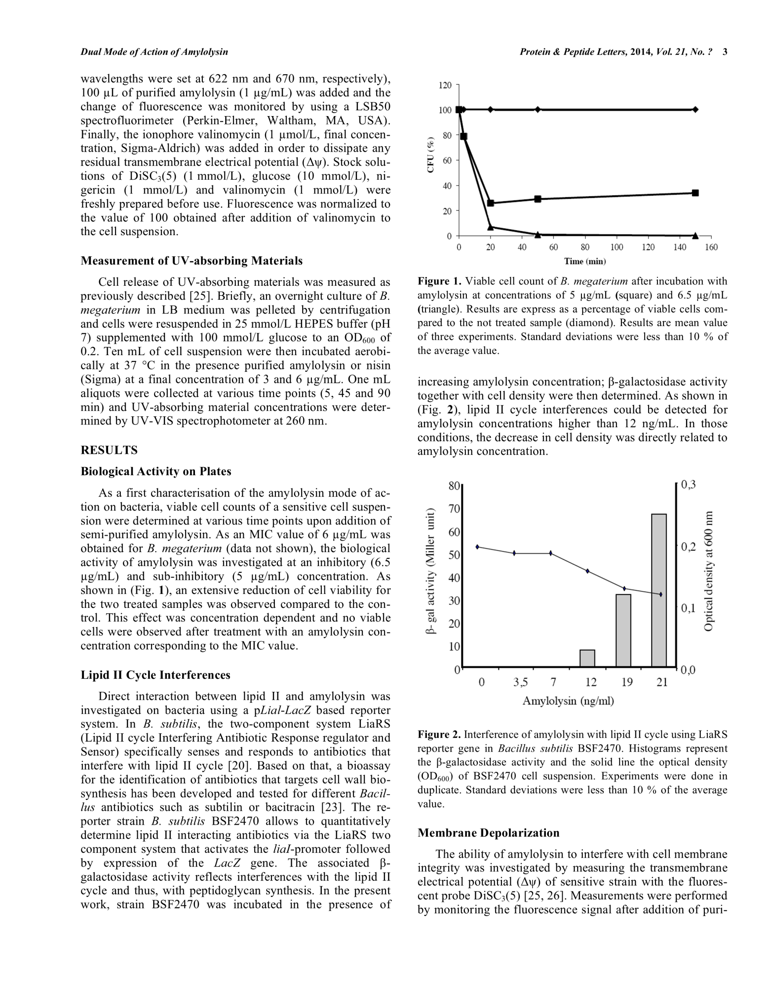 Dual Mode of Action of Amylolysin
Protein & Peptide Letters, 2014, Vol. 21, No. ? 3
wavelengths were set at 622 nm and 670 nm, respectively),
100 µL of purified amylolysin (1 µg/mL) was added and the
change of fluorescence was monitored by using a LSB50
spectrofluorimeter (Perkin-Elmer, Waltham, MA, USA).
Finally, the ionophore valinomycin (1 µmol/L, final concen-
tration, Sigma-Aldrich) was added in order to dissipate any
residual transmembrane electrical potential (Δψ). Stock solu-
tions of DiSC3(5) (1 mmol/L), glucose (10 mmol/L), ni-
gericin (1 mmol/L) and valinomycin (1 mmol/L) were
freshly prepared before use. Fluorescence was normalized to
the value of 100 obtained after addition of valinomycin to
the cell suspension.
Measurement of UV-absorbing Materials
Cell release of UV-absorbing materials was measured as
previously described [25]. Briefly, an overnight culture of B.
megaterium in LB medium was pelleted by centrifugation
and cells were resuspended in 25 mmol/L HEPES buffer (pH
7) supplemented with 100 mmol/L glucose to an OD600 of
0.2. Ten mL of cell suspension were then incubated aerobi-
cally at 37 °C in the presence purified amylolysin or nisin
(Sigma) at a final concentration of 3 and 6 µg/mL. One mL
aliquots were collected at various time points (5, 45 and 90
min) and UV-absorbing material concentrations were deter-
mined by UV-VIS spectrophotometer at 260 nm.
RESULTS
Biological Activity on Plates
As a first characterisation of the amylolysin mode of ac-
tion on bacteria, viable cell counts of a sensitive cell suspen-
sion were determined at various time points upon addition of
semi-purified amylolysin. As an MIC value of 6 µg/mL was
obtained for B. megaterium (data not shown), the biological
activity of amylolysin was investigated at an inhibitory (6.5
µg/mL) and sub-inhibitory (5 µg/mL) concentration. As
shown in (Fig. 1), an extensive reduction of cell viability for
the two treated samples was observed compared to the con-
trol. This effect was concentration dependent and no viable
cells were observed after treatment with an amylolysin con-
centration corresponding to the MIC value.
Lipid II Cycle Interferences
Direct interaction between lipid II and amylolysin was
investigated on bacteria using a pLial-LacZ based reporter
system. In B. subtilis, the two-component system LiaRS
(Lipid II cycle Interfering Antibiotic Response regulator and
Sensor) specifically senses and responds to antibiotics that
interfere with lipid II cycle [20]. Based on that, a bioassay
for the identification of antibiotics that targets cell wall bio-
synthesis has been developed and tested for different Bacil-
lus antibiotics such as subtilin or bacitracin [23]. The re-
porter strain B. subtilis BSF2470 allows to quantitatively
determine lipid II interacting antibiotics via the LiaRS two
component system that activates the liaI-promoter followed
by expression of the LacZ gene. The associated β-
galactosidase activity reflects interferences with the lipid II
cycle and thus, with peptidoglycan synthesis. In the present
work, strain BSF2470 was incubated in the presence of
120
100
80
60
40
20
0
CFU (%)
0 20 40 60 80 100 120 140 160
Time (min)
Figure 1. Viable cell count of B. megaterium after incubation with
amylolysin at concentrations of 5 µg/mL (square) and 6.5 µg/mL
(triangle). Results are express as a percentage of viable cells com-
pared to the not treated sample (diamond). Results are mean value
of three experiments. Standard deviations were less than 10 % of
the average value.
increasing amylolysin concentration; β-galactosidase activity
together with cell density were then determined. As shown in
(Fig. 2), lipid II cycle interferences could be detected for
amylolysin concentrations higher than 12 ng/mL. In those
conditions, the decrease in cell density was directly related to
amylolysin concentration.
80
70
60
50
40
30
20
10
0
β- gal activity (Miller unit)
0,3
0,2
0,1
0,0
Optical density at 600 nm
0 3,5 7 12 19 21
Amylolysin (ng/ml)
Figure 2. Interference of amylolysin with lipid II cycle using LiaRS
reporter gene in Bacillus subtilis BSF2470. Histograms represent
the β-galactosidase activity and the solid line the optical density
(OD600) of BSF2470 cell suspension. Experiments were done in
duplicate. Standard deviations were less than 10 % of the average
value.
Membrane Depolarization
The ability of amylolysin to interfere with cell membrane
integrity was investigated by measuring the transmembrane
electrical potential (Δψ) of sensitive strain with the fluores-
cent probe DiSC3(5) [25, 26]. Measurements were performed
by monitoring the fluorescence signal after addition of puri-